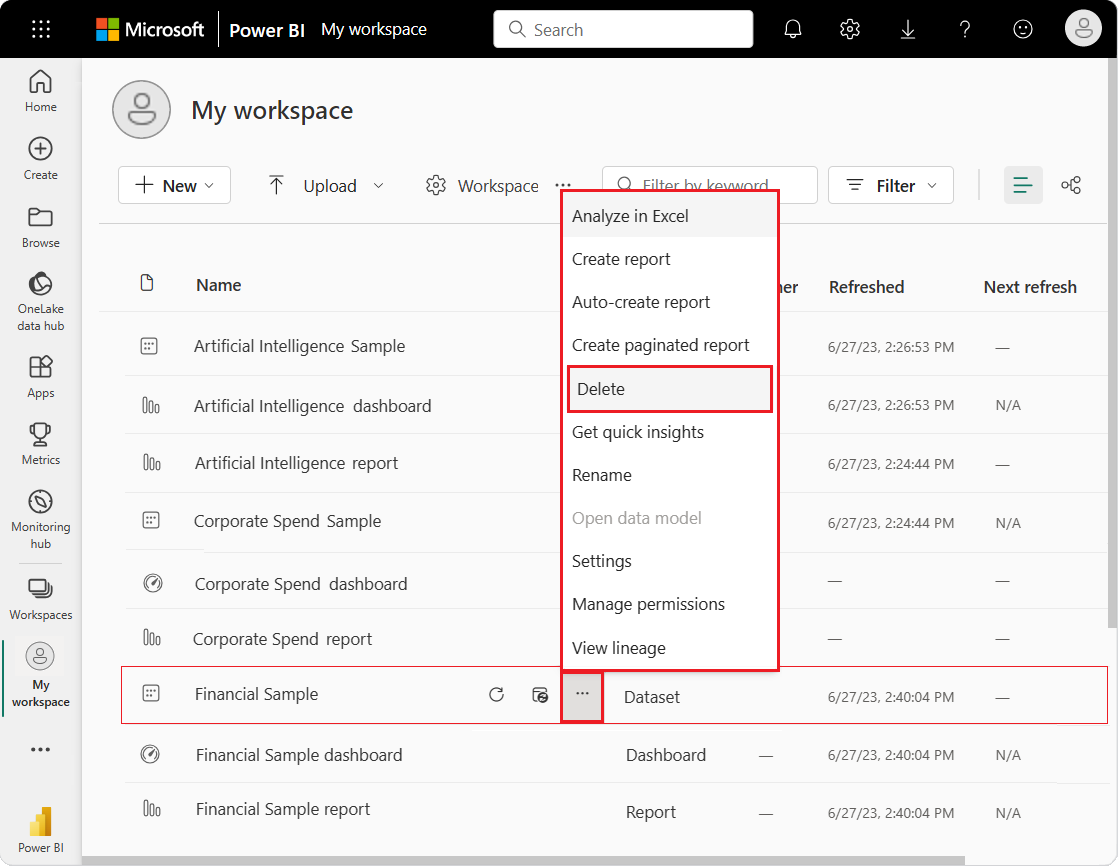 Microsoft Power BI My workspace Search
Home
Create
Browse
OneLake
data hub
Apps
Metrics
Monitoring
hub
Workspaces
My
workspace
Power BI
My workspace
New Upload Workspace ... Filter by keyword Filter
Analyze in Excel
Create report
Auto-create report
Create paginated report
Delete
Get quick insights
Rename
Open data model
Settings
Manage permissions
View lineage
Name Refreshed Next refresh
Artificial Intelligence Sample 6/27/23, 2:26:53 PM —
Artificial Intelligence dashboard 6/27/23, 2:26:53 PM N/A
Artificial Intelligence report 6/27/23, 2:24:44 PM —
Corporate Spend Sample 6/27/23, 2:24:44 PM N/A
Corporate Spend dashboard — —
Corporate Spend report — —
Financial Sample ... Dataset 6/27/23, 2:40:04 PM —
Financial Sample dashboard Dashboard — 6/27/23, 2:40:04 PM N/A
Financial Sample report Report — 6/27/23, 2:40:04 PM N/A